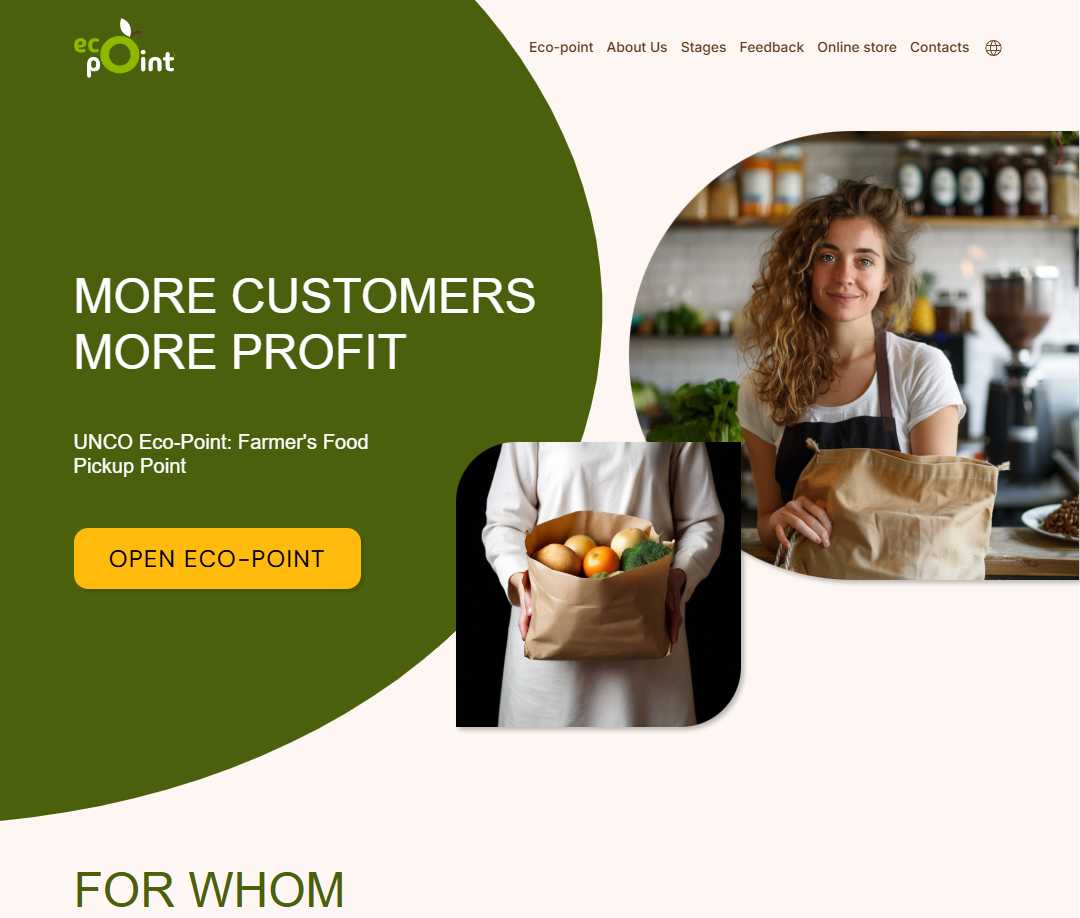 eco
point
Eco-point About Us Stages Feedback Online store Contacts
MORE CUSTOMERS
MORE PROFIT
UNCO Eco-Point: Farmer's Food
Pickup Point
OPEN ECO-POINT
FOR WHOM